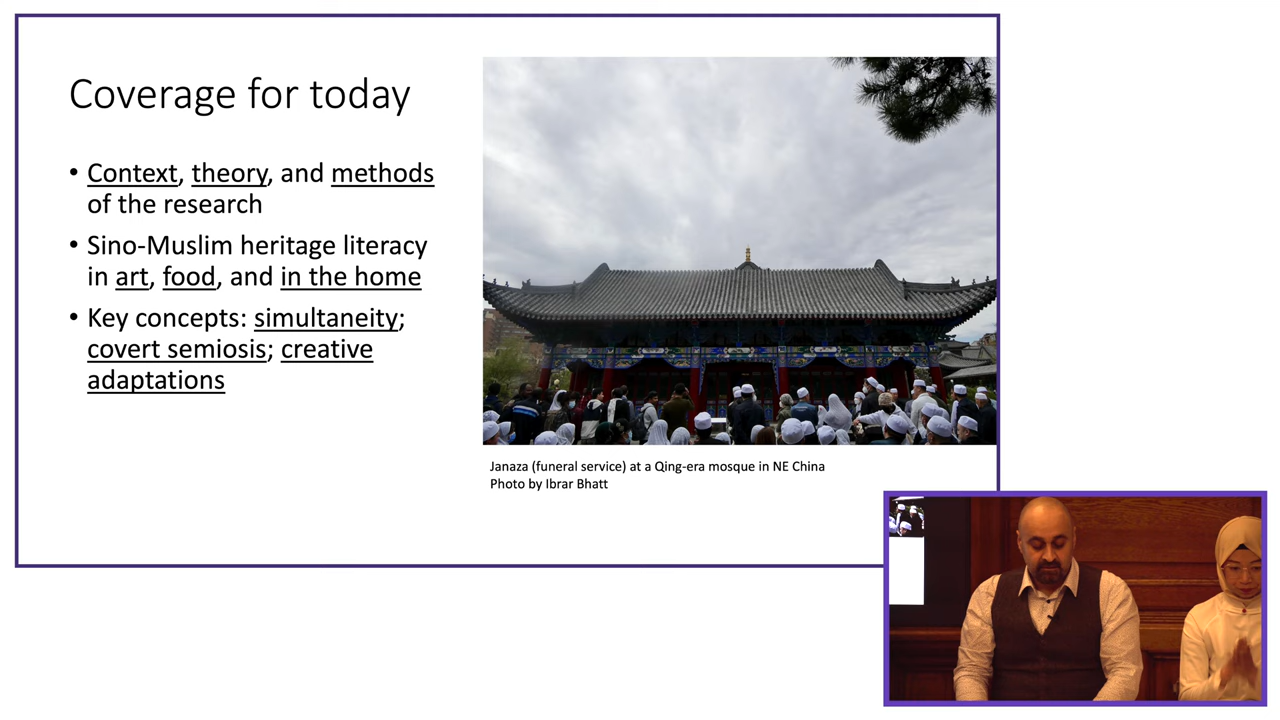 Coverage for today
• Context, theory, and methods
of the research
• Sino-Muslim heritage literacy
in art, food, and in the home
• Key concepts: simultaneity;
covert semiosis; creative
adaptations
Janaza (funeral service) at a Qing-era mosque in NE China
Photo by Ibrar Bhatt